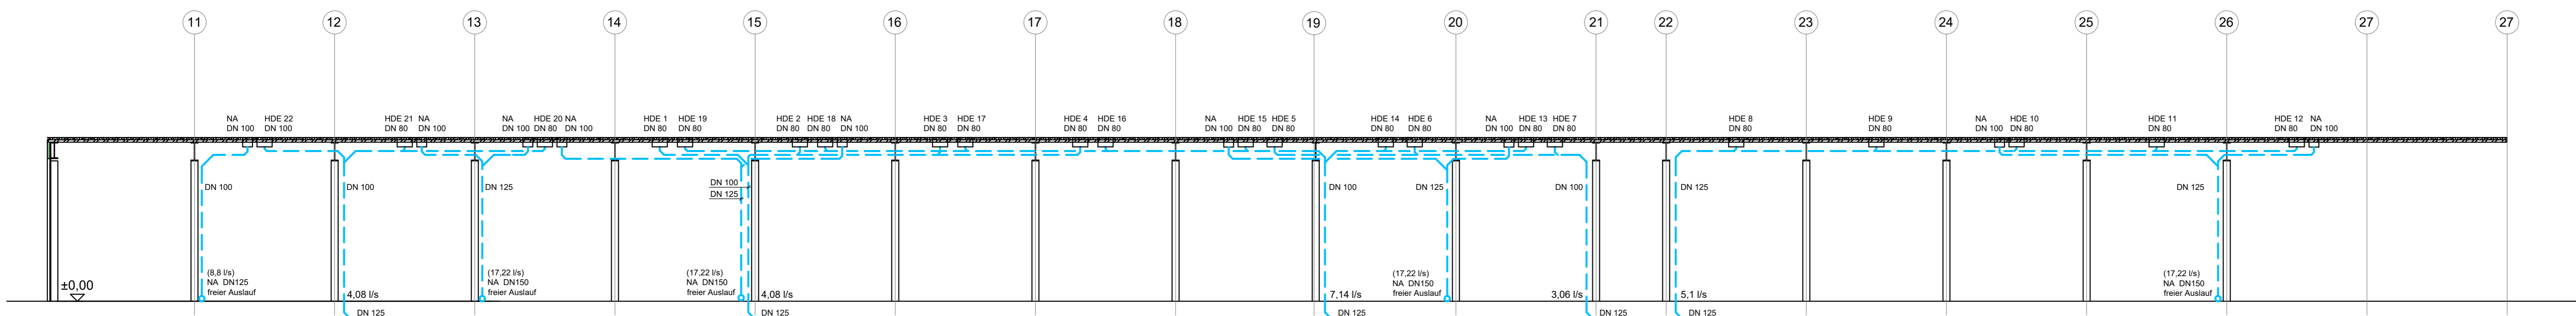 11 12 13 14 15 16 17 18 19 20 21 22 23 24 25 26 27 27
NA HDE 22 HDE 21 NA NA HDE 20 NA HDE 1 HDE 19 HDE 2 HDE 18 NA HDE 3 HDE 17 HDE 4 HDE 16 NA HDE 15 HDE 5 HDE 14 HDE 6 NA HDE 13 HDE 7 HDE 8 HDE 9 NA HDE 10 HDE 11 HDE 12 NA
DN 100 DN 100 DN 80 DN 100 DN 100 DN 80 DN 100 DN 80 DN 80 DN 80 DN 80 DN 100 DN 80 DN 80 DN 80 DN 80 DN 100 DN 80 DN 80 DN 80 DN 80 DN 100 DN 80 DN 80 DN 80 DN 80 DN 100 DN 80 DN 80 DN 80 DN 100
DN 100
DN 100 DN 100 DN 125 DN 100 DN 125 DN 100 DN 125 DN 125
DN 125
(8,8 l/s) (17,22 l/s) (17,22 l/s) (17,22 l/s) (17,22 l/s)
±0,00 NA DN125 NA DN150 NA DN150 NA DN150 NA DN150
freier Auslauf freier Auslauf freier Auslauf freier Auslauf freier Auslauf
4,08 l/s 4,08 l/s 7,14 l/s 3,06 l/s 5,1 l/s
DN 125 DN 125 DN 125 DN 125 DN 125